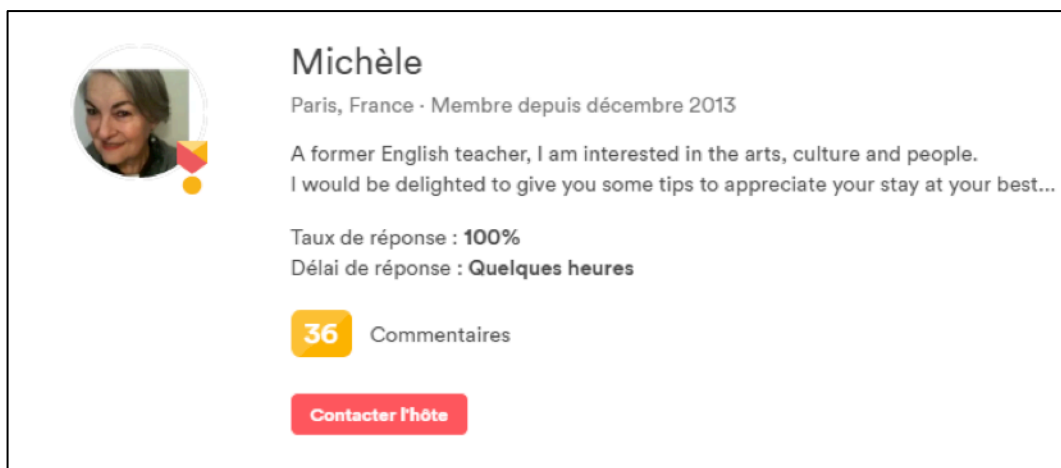 Michèle
Paris, France · Membre depuis décembre 2013
A former English teacher, I am interested in the arts, culture and people.
I would be delighted to give you some tips to appreciate your stay at your best...
Taux de réponse : 100%
Délai de réponse : Quelques heures
36 Commentaires
Contacter l'hôte